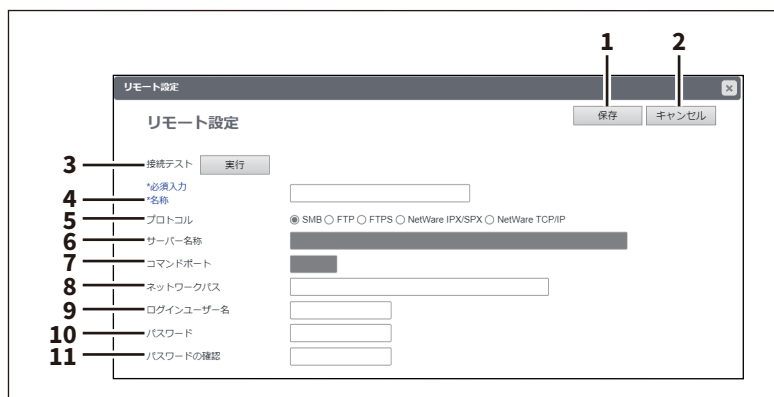 1 2
リモート設定
リモート設定
保存 キャンセル
3 接続テスト 実行
*必須入力
4 *名称
5 プロトコル SMB FTP FTPS NetWare IPX/SPX NetWare TCP/IP
6 サーバー名称
7 コマンドポート
8 ネットワークパス
9 ログインユーザー名
10 パスワード
11 パスワードの確認